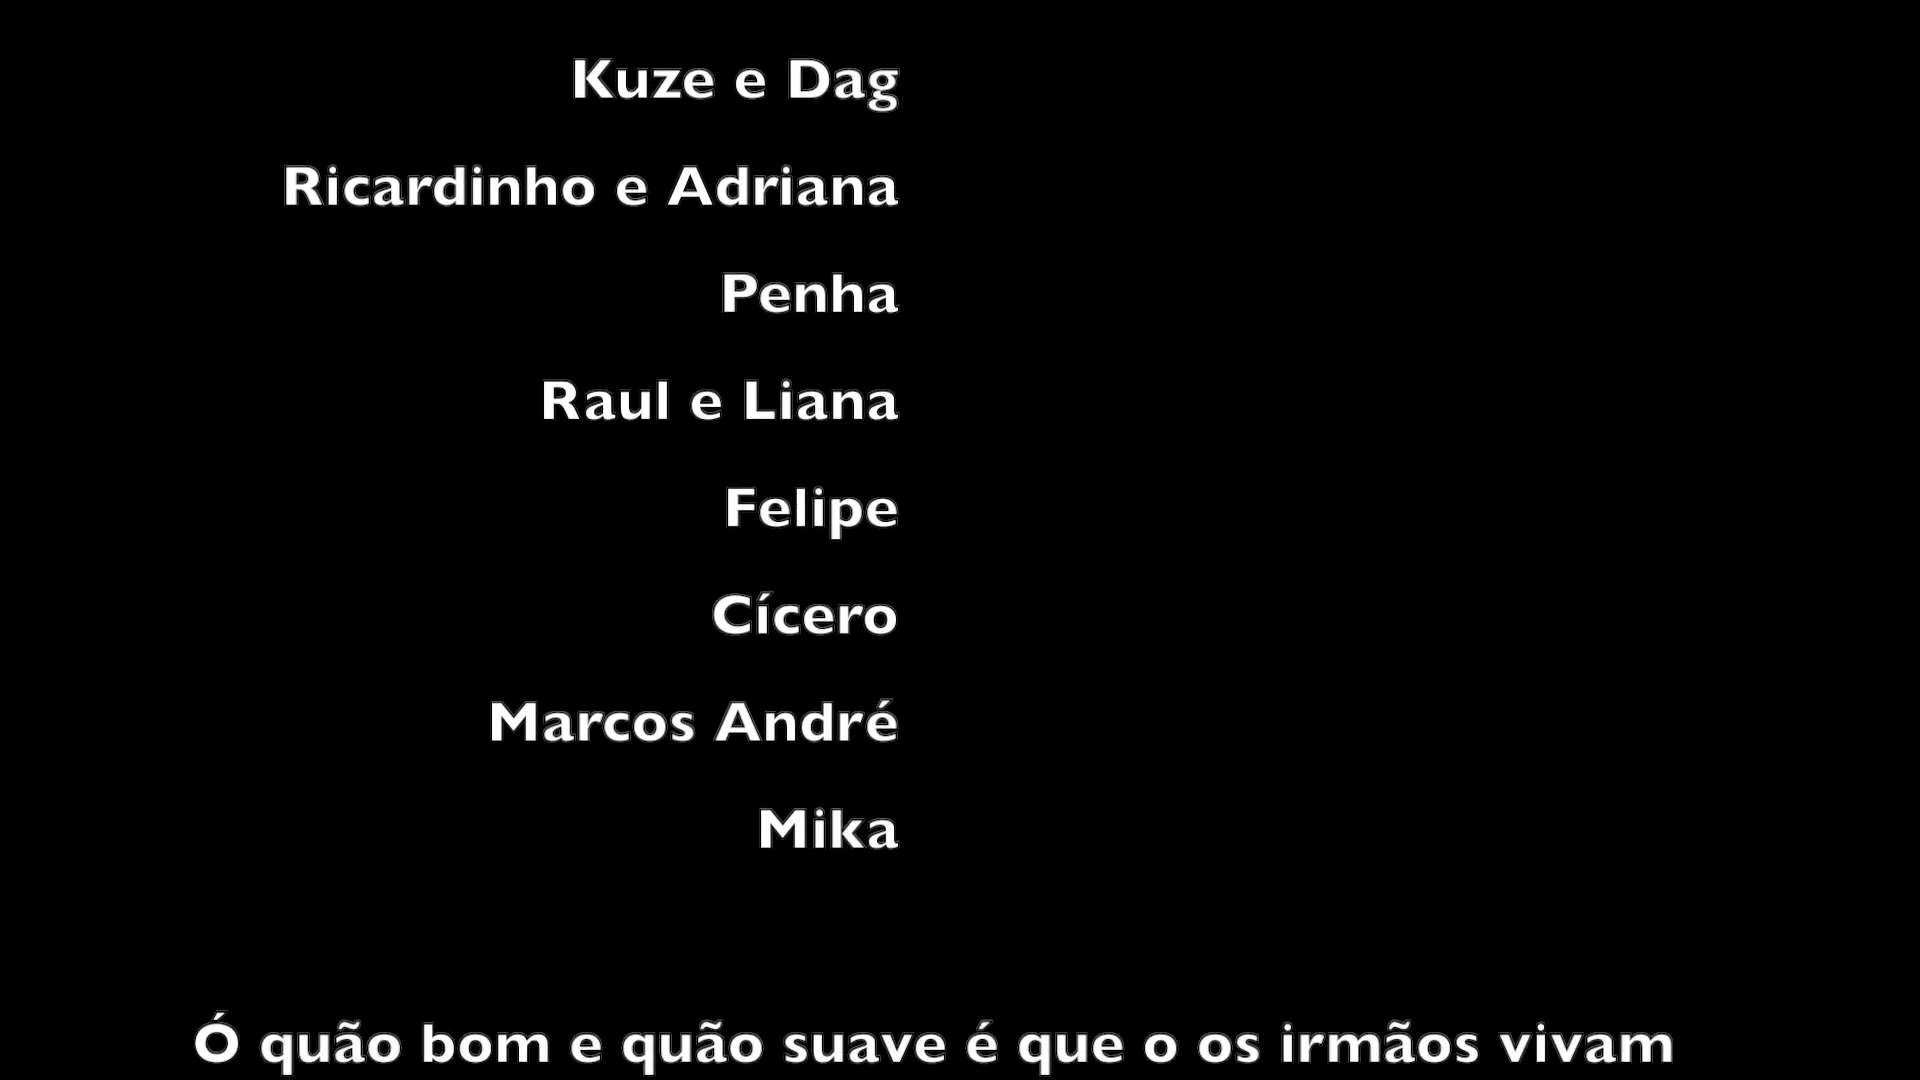 Kuze e Dag
Ricardinho e Adriana
Penha
Raul e Liana
Felipe
Cícero
Marcos André
Mika
Ó quão bom e quão suave é que o os irmãos vivam